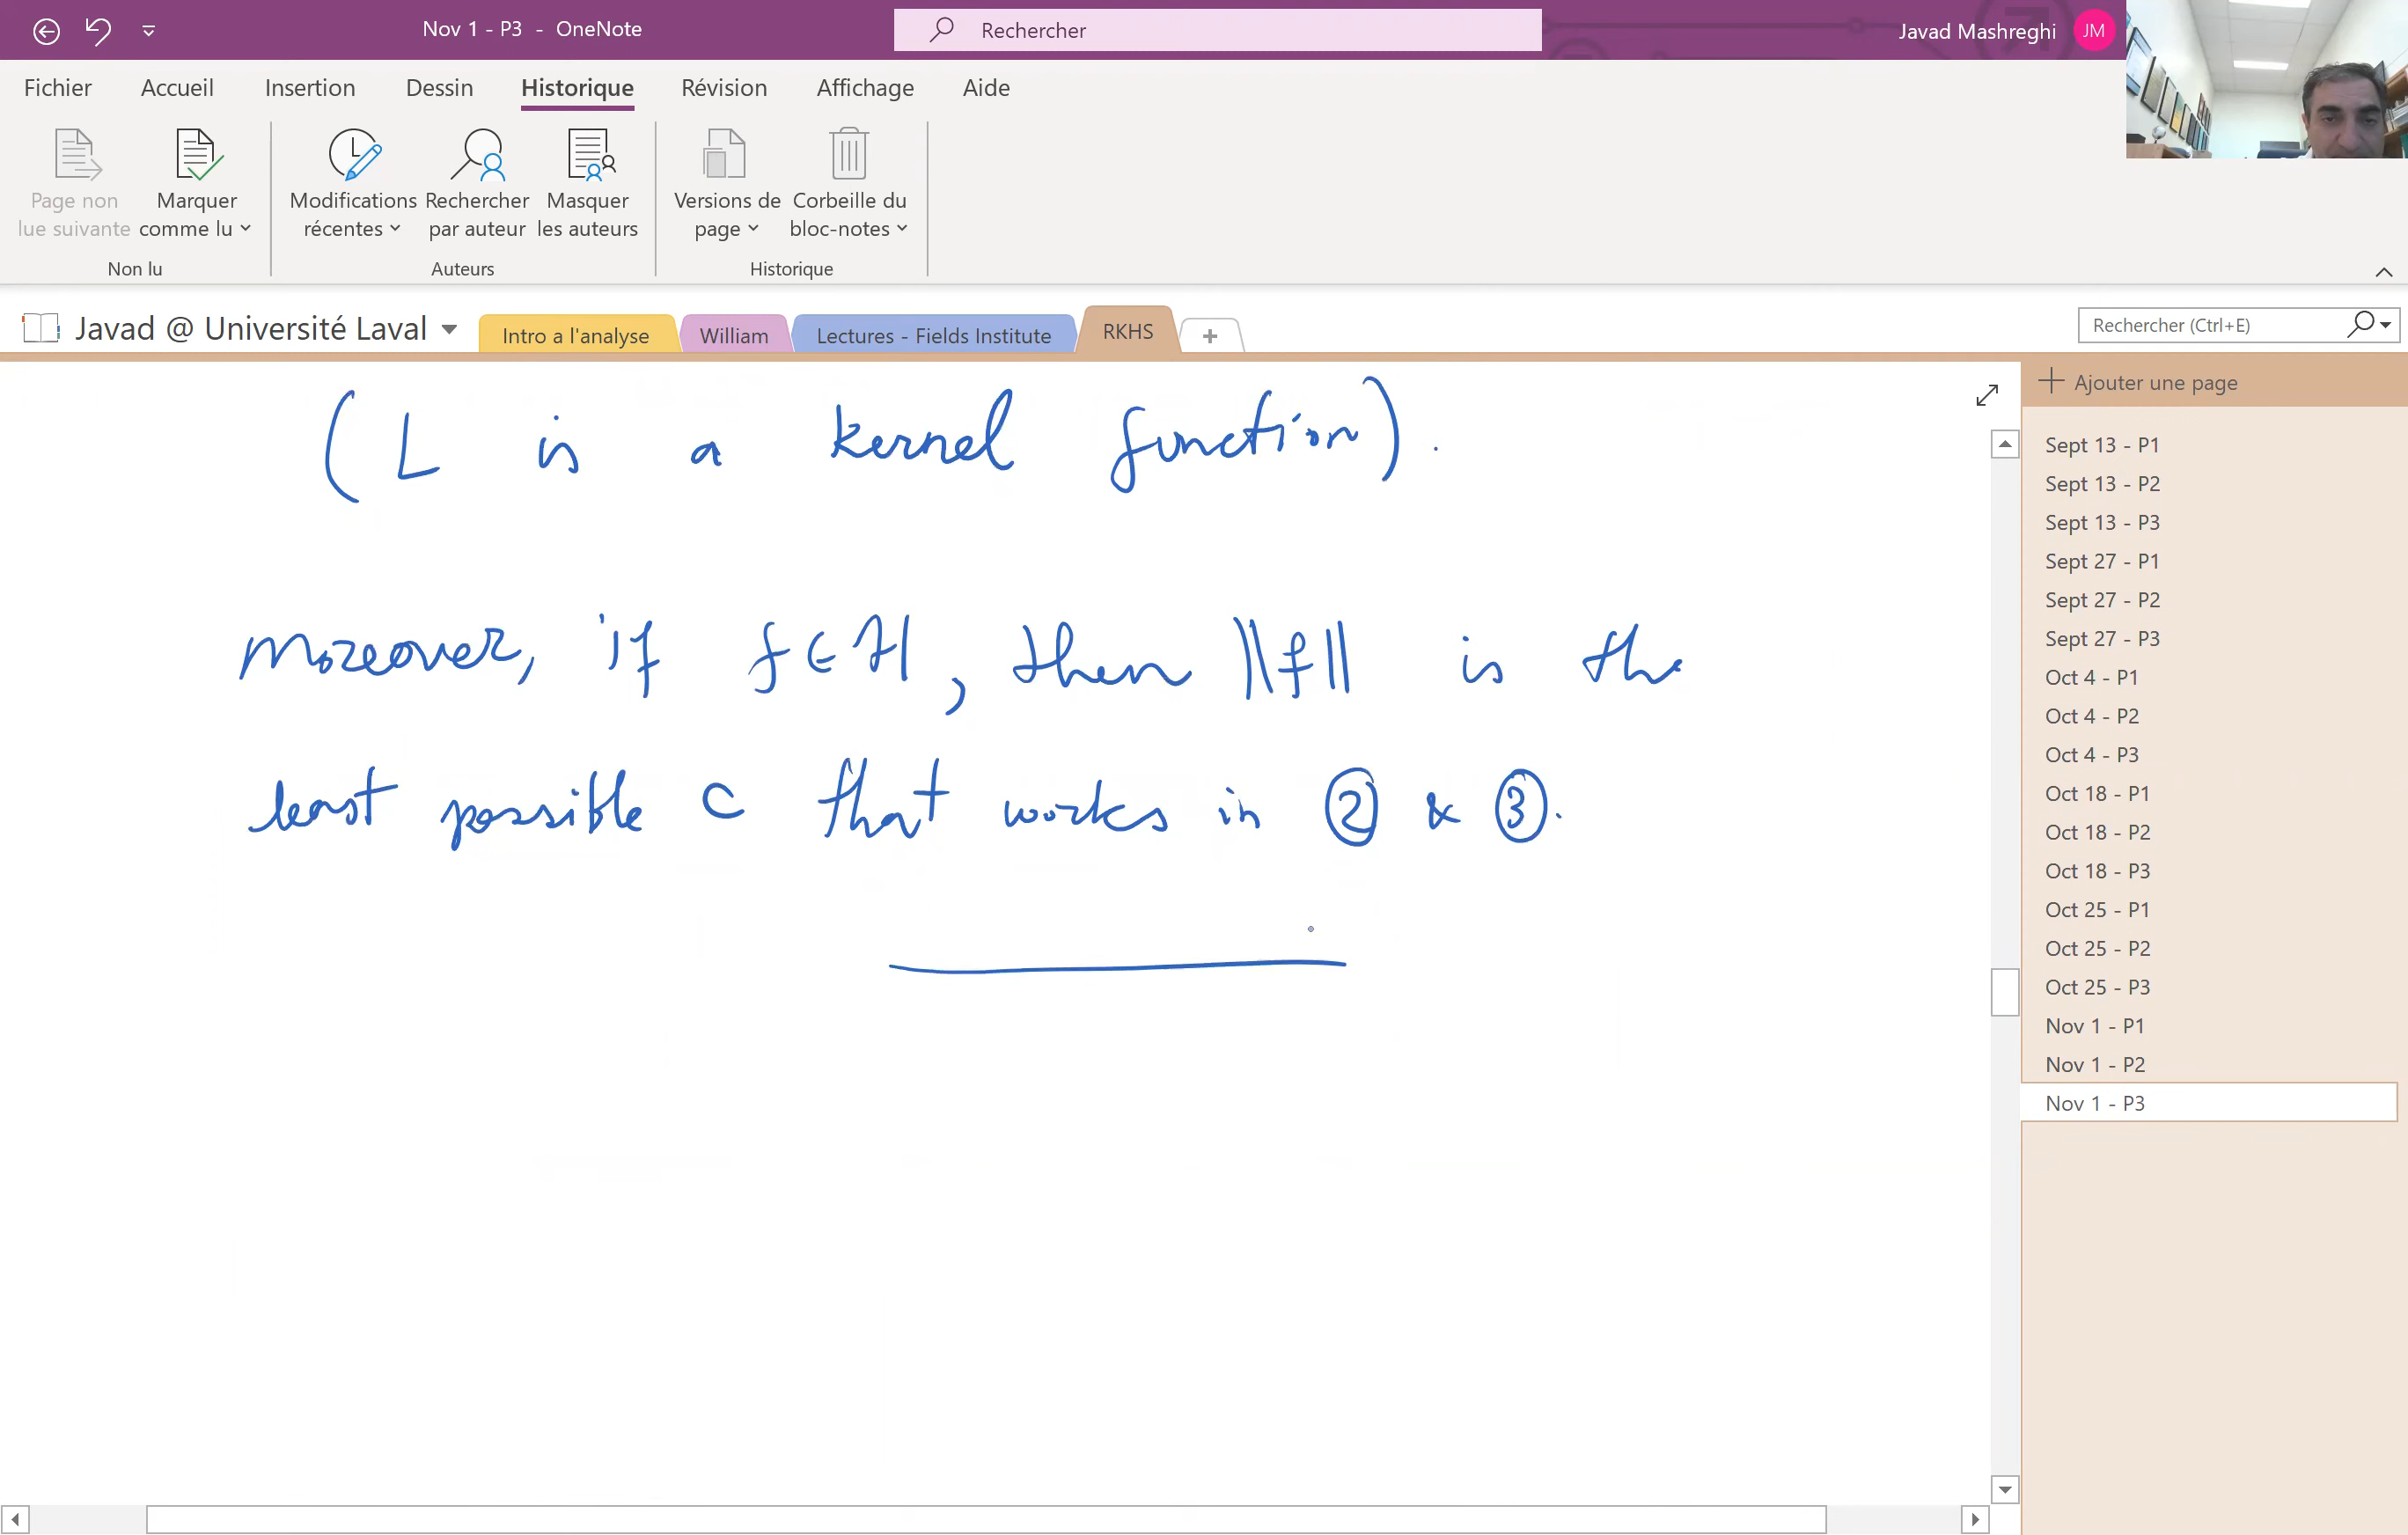 Nov 1 - P3 - OneNote
Rechercher
Javad Mashreghi
JM
Fichier Accueil Insertion Dessin Historique Révision Affichage Aide
Page non lue suivante
Marquer comme lu
Modifications récentes
Rechercher par auteur
Masquer les auteurs
Versions de page
Corbeille du bloc-notes
Non lu
Auteurs
Historique
Javad @ Université Laval
Intro a l'analyse
William
Lectures - Fields Institute
RKHS
+
Rechercher (Ctrl+E)
(L is a kernel function).
moreover, if f ∈ H, then ||f|| is the
least possible c that works in ② & ③.
Ajouter une page
Sept 13 - P1
Sept 13 - P2
Sept 13 - P3
Sept 27 - P1
Sept 27 - P2
Sept 27 - P3
Oct 4 - P1
Oct 4 - P2
Oct 4 - P3
Oct 18 - P1
Oct 18 - P2
Oct 18 - P3
Oct 25 - P1
Oct 25 - P2
Oct 25 - P3
Nov 1 - P1
Nov 1 - P2
Nov 1 - P3